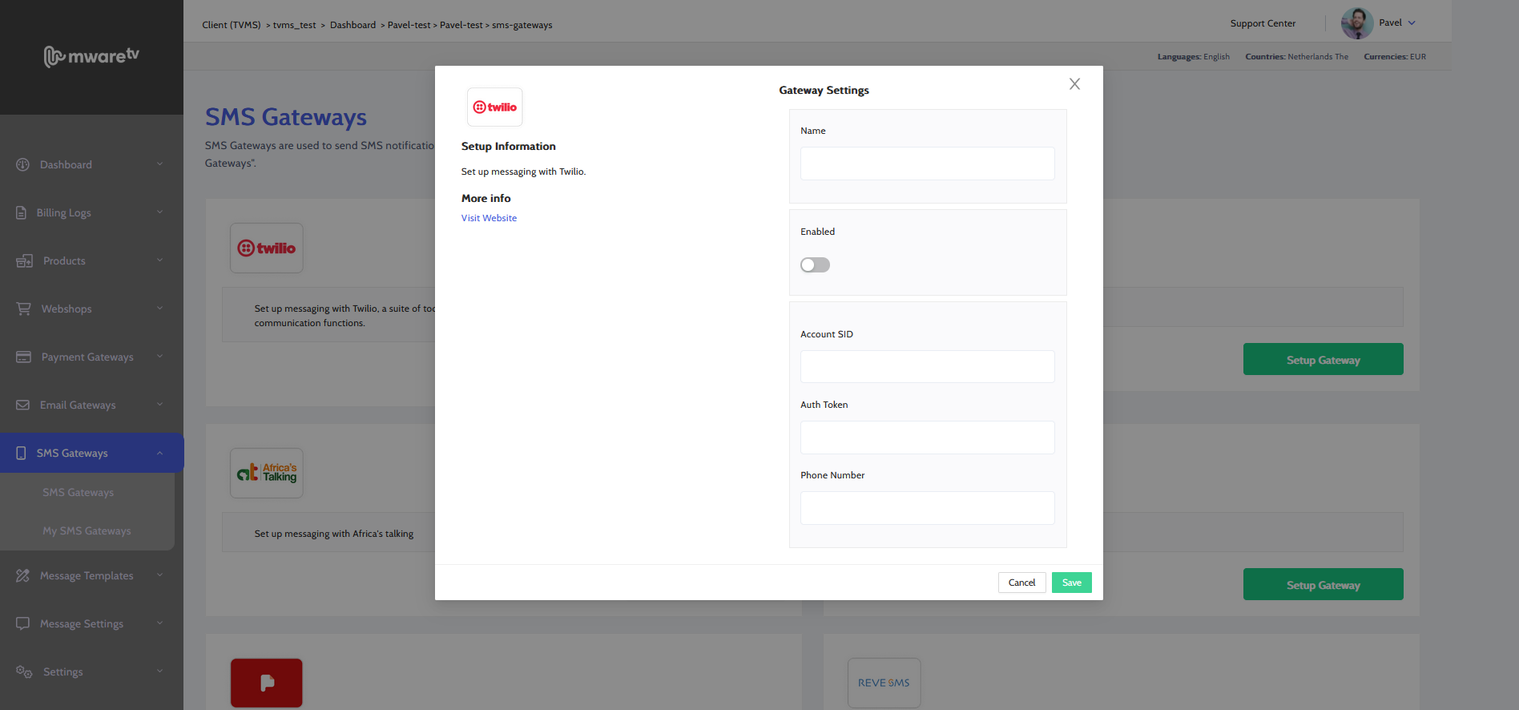 mwaretv
Client (TVMS) > tvms_test > Dashboard > Pavel-test > Pavel-test > sms-gateways
Support Center
Pavel
Languages: English Countries: Netherlands The Currencies: EUR
Dashboard
Billing Logs
Products
Webshops
Payment Gateways
Email Gateways
SMS Gateways
SMS Gateways
My SMS Gateways
Message Templates
Message Settings
Settings
SMS Gateways
SMS Gateways are used to send SMS notificatio
Gateways".
twilio
Set up messaging with Twilio, a suite of
communication functions.
Setup Gateway
Africa's
Talking
Set up messaging with Africa's talking
Setup Gateway
REVE SMS
twilio
Setup Information
Set up messaging with Twilio.
More info
Visit Website
Gateway Settings
Name
Enabled
Account SID
Auth Token
Phone Number
Cancel
Save